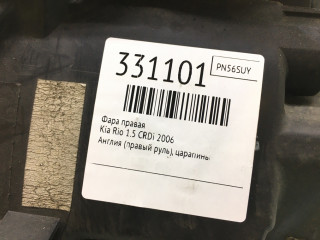 331101
PN56SUY
Фара правая
Kia Rio 1.5 CRDi 2006
Англия (правый руль), царапины